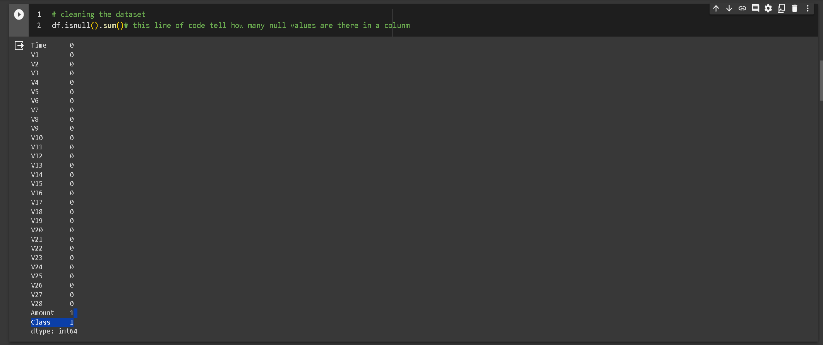 1 # cleaning the dataset
2 df.isnull().sum()# this line of code tell how many null values are there in a colunm
Time 0
V1 0
V2 0
V3 0
V4 0
V5 0
V6 0
V7 0
V8 0
V9 0
V10 0
V11 0
V12 0
V13 0
V14 0
V15 0
V16 0
V17 0
V18 0
V19 0
V20 0
V21 0
V22 0
V23 0
V24 0
V25 0
V26 0
V27 0
V28 0
Amount 1
Class 1
dtype: int64